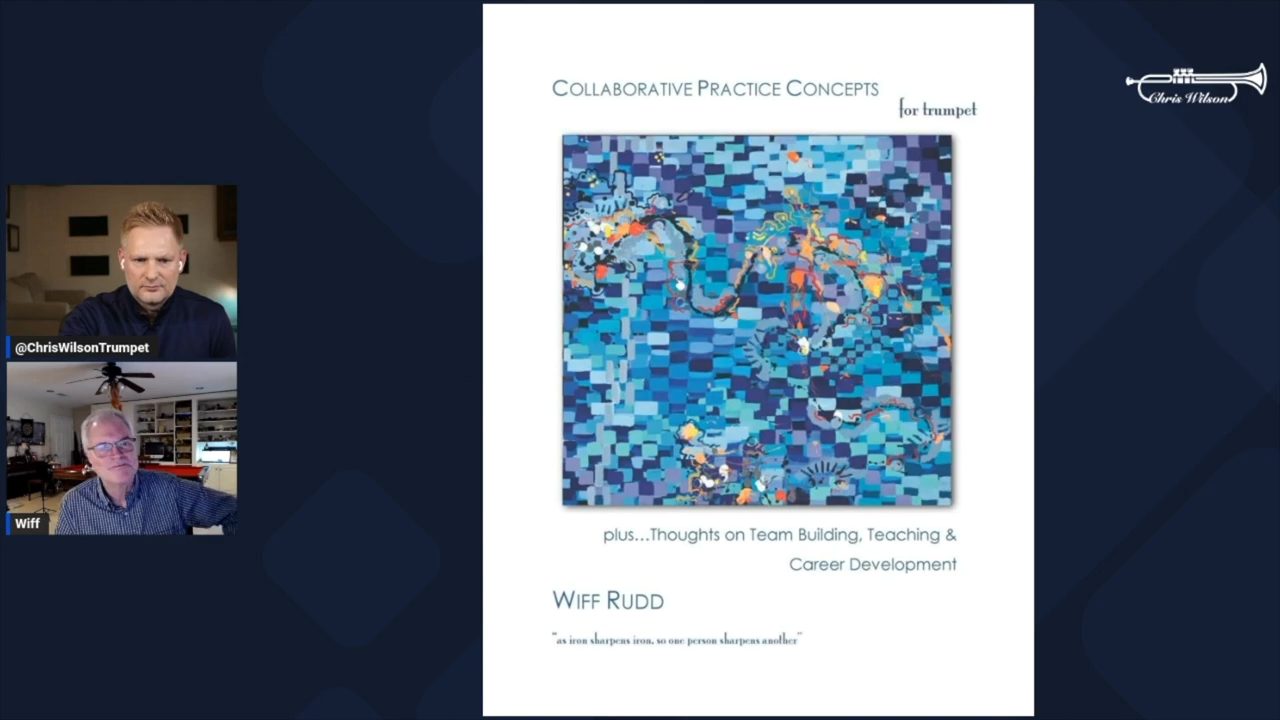 COLLABORATIVE PRACTICE CONCEPTS
for trumpet
Chris Wilson
@ChrisWilsonTrumpet
Wiff
plus...Thoughts on Team Building, Teaching &
Career Development
WIFF RUDD
"as iron sharpens iron, so one person sharpens another"